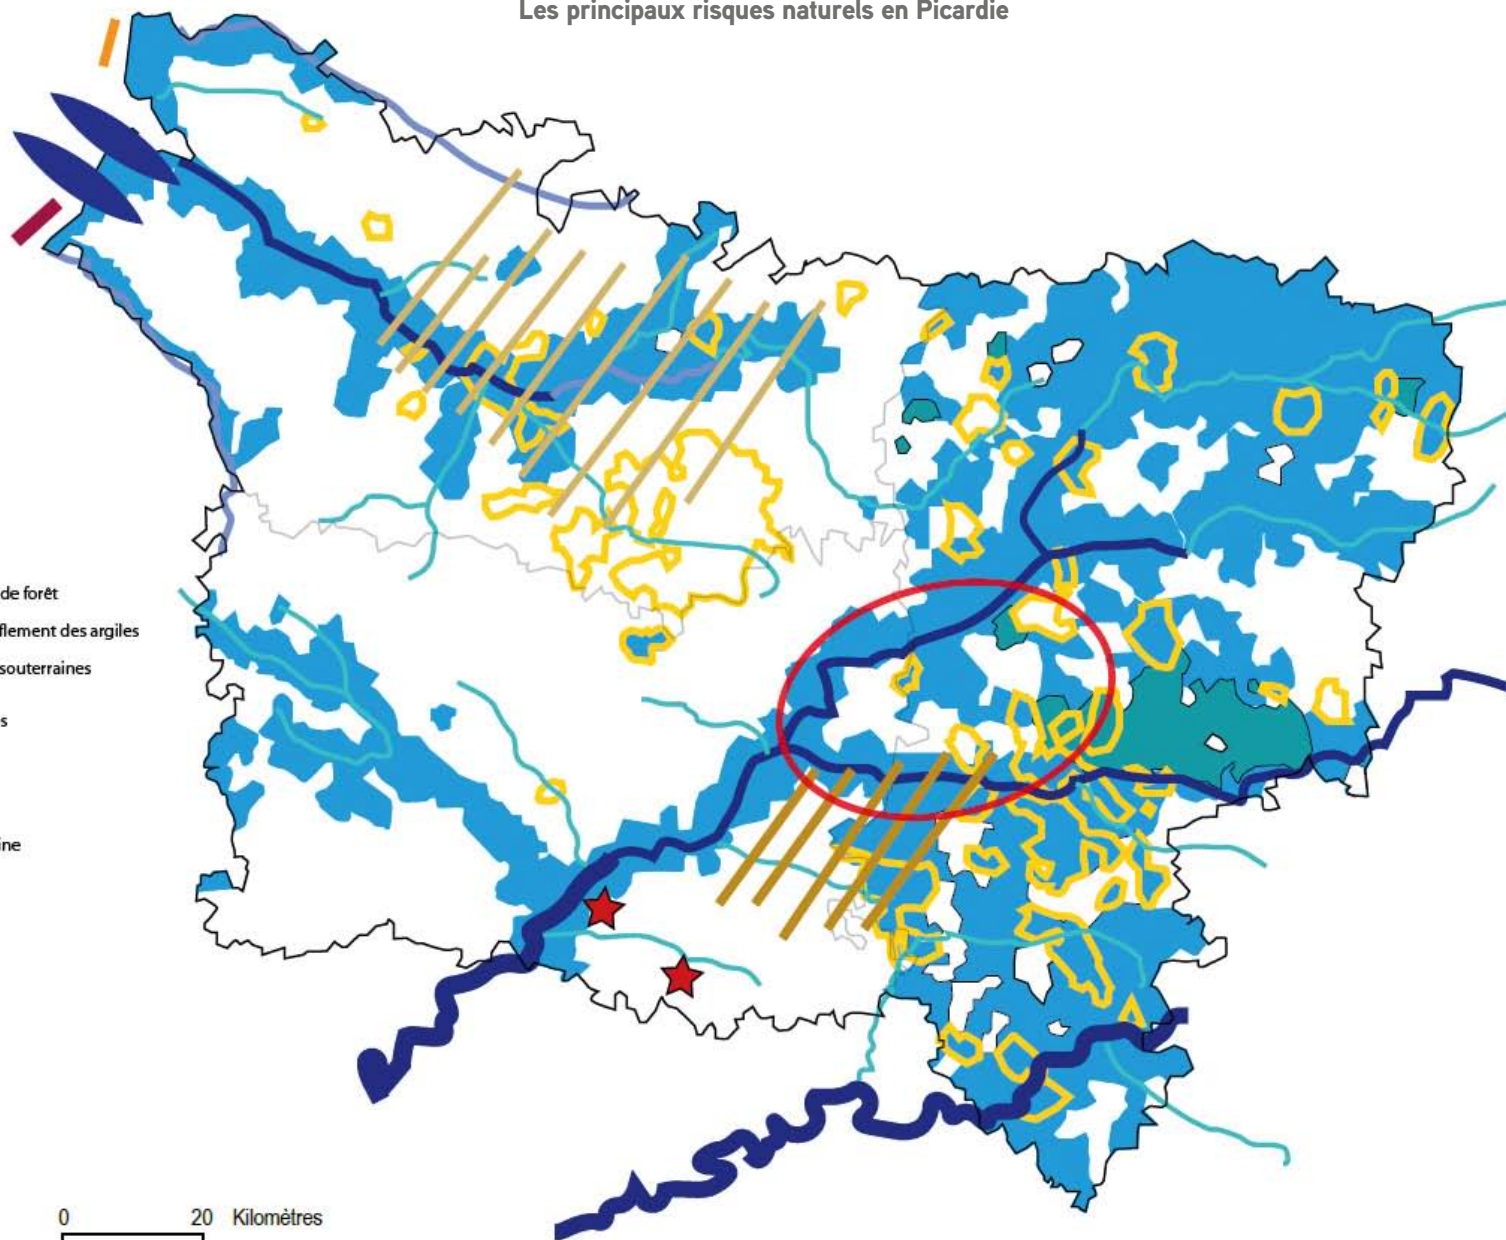 Les principaux risques naturels en Picardie
de forêt
flement des argiles
souterraines
s
ine
0 20 Kilomètres